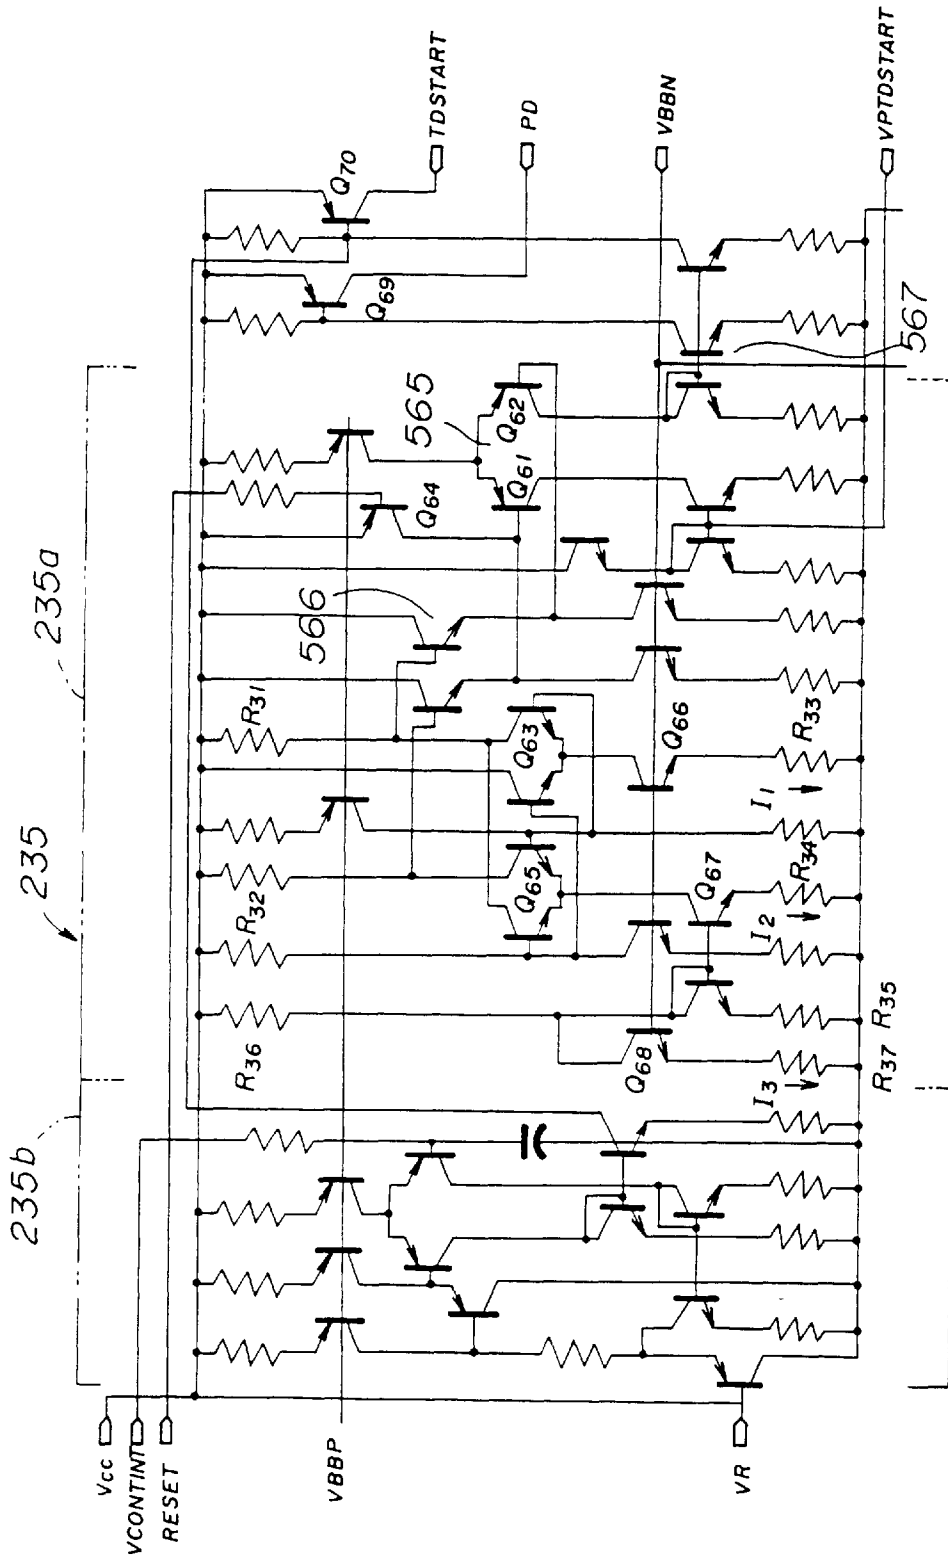 235
235b
235a
Vcc
VCONTINT
RESET
VBBP
VR
R36
R32
R31
566
Q64
565
Q69
Q70
TDSTART
PD
VBBN
VPTDSTART
Q65
Q63
Q61
Q62
Q68
Q67
Q66
567
I3
I2
I1
R37
R35
R34
R33